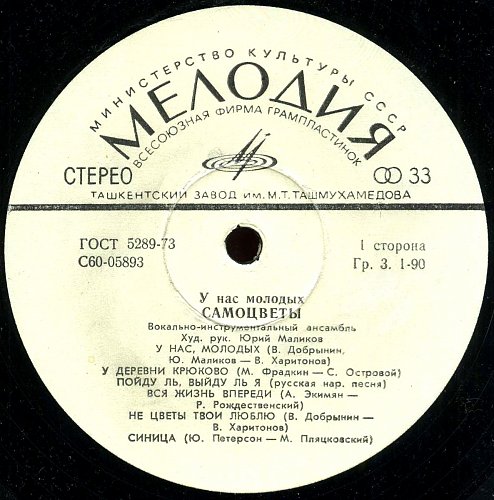 МИНИСТЕРСТВО КУЛЬТУРЫ СССР
МЕЛОДИЯ
ВСЕСОЮЗНАЯ ФИРМА ГРАМПЛАСТИНОК
СТЕРЕО 33
ТАШКЕНТСКИЙ ЗАВОД ИМ. М.Т. ТАШМУХАМЕДОВА
ГОСТ 5289-73 1 сторона
С60-05893 Гр. 3. 1-90
У нас молодых
САМОЦВЕТЫ
Вокально-инструментальный ансамбль
Худ. рук. Юрий Маликов
У НАС, МОЛОДЫХ (В. Добрынин,
Ю. Маликов — В. Харитонов)
У ДЕРЕВНИ КРЮКОВО (М. Фрадкин — С. Островой)
ПОЙДУ ЛЬ, ВЫЙДУ ЛЬ Я (русская нар. песня)
ВСЯ ЖИЗНЬ ВПЕРЕДИ (А. Экимян —
Р. Рождественский)
НЕ ЦВЕТЫ ТВОИ ЛЮБЛЮ (В. Добрынин —
В. Харитонов)
СИНИЦА (Ю. Петерсон — М. Пляцковский)